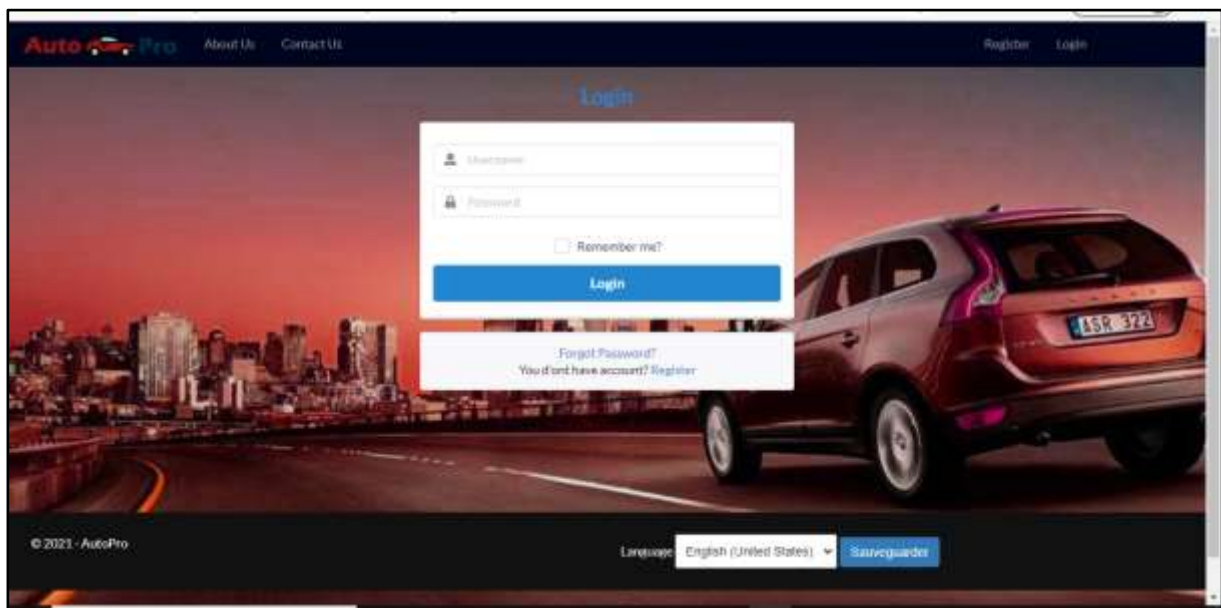 Auto Pro About Us Contact Us Register Login
Login
Username
Password
Remember me?
Login
Forgot Password?
You d'ont have account? Register
ASR 322
© 2021 - AutoPro
Language English (United States) Sauvegarder